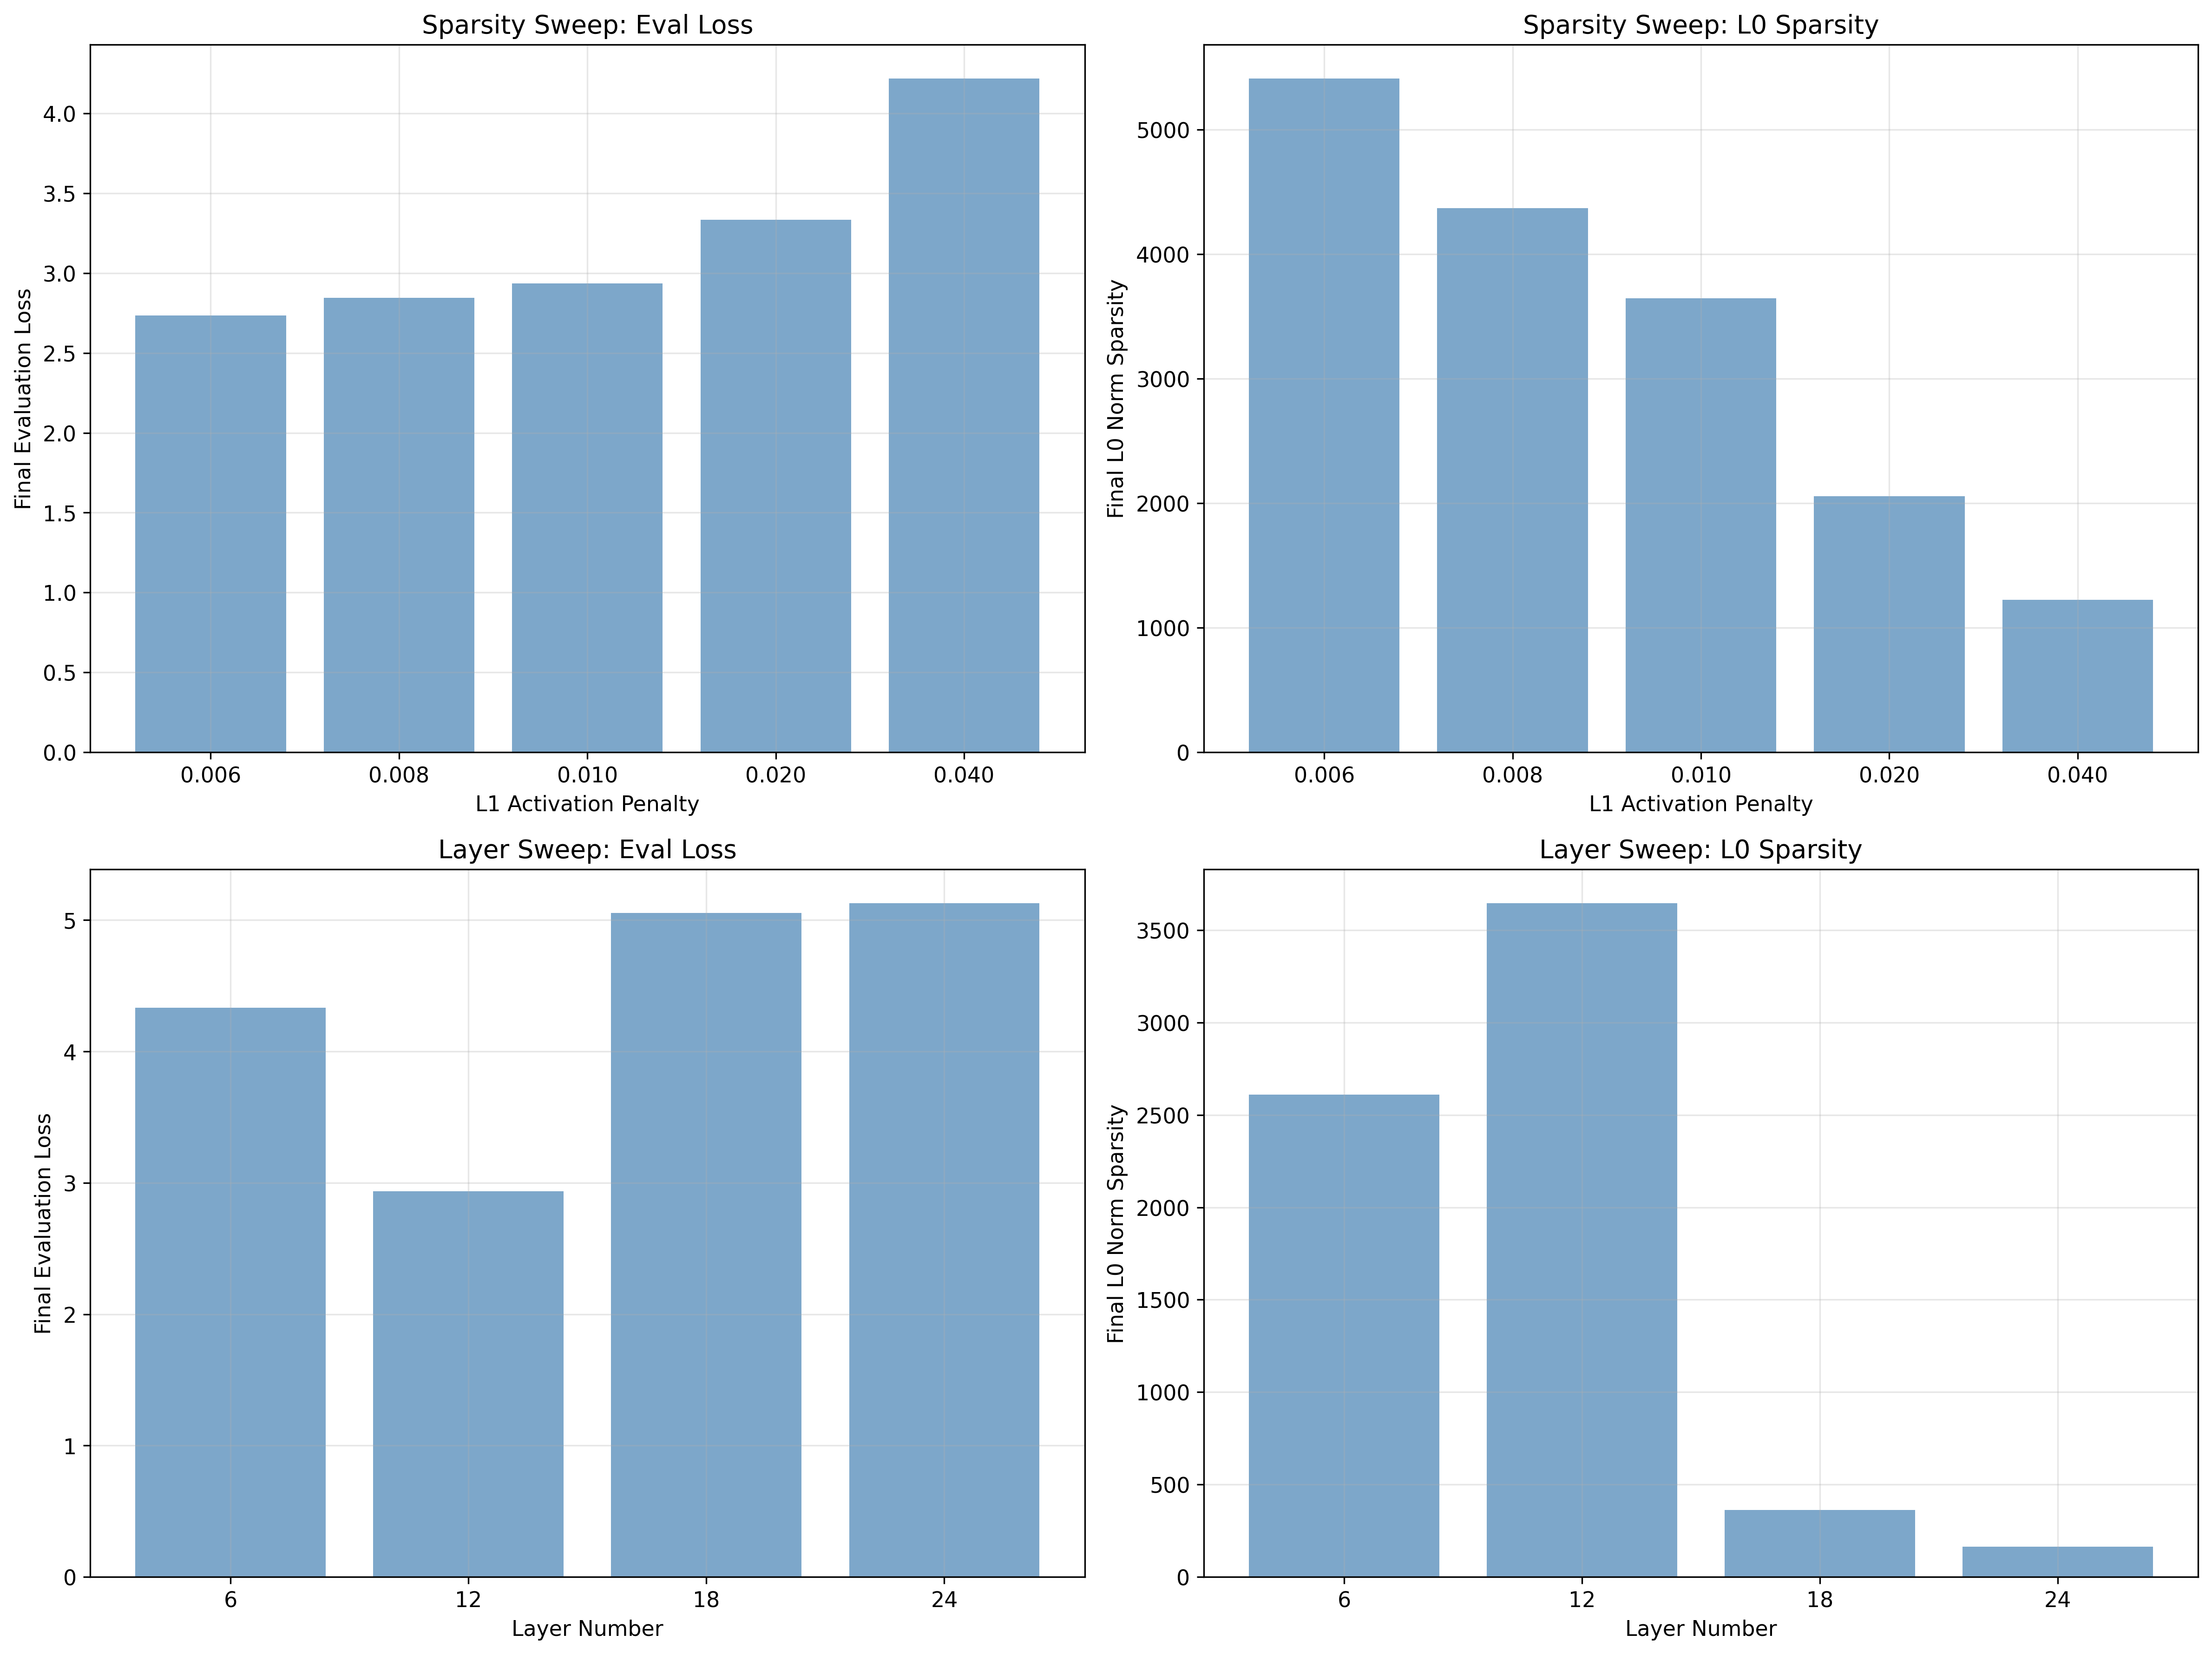 Sparsity Sweep: Eval Loss
Final Evaluation Loss
4.0
3.5
3.0
2.5
2.0
1.5
1.0
0.5
0.0
0.006 0.008 0.010 0.020 0.040
L1 Activation Penalty
Sparsity Sweep: L0 Sparsity
Final L0 Norm Sparsity
5000
4000
3000
2000
1000
0
0.006 0.008 0.010 0.020 0.040
L1 Activation Penalty
Layer Sweep: Eval Loss
Final Evaluation Loss
5
4
3
2
1
0
6 12 18 24
Layer Number
Layer Sweep: L0 Sparsity
Final L0 Norm Sparsity
3500
3000
2500
2000
1500
1000
500
0
6 12 18 24
Layer Number